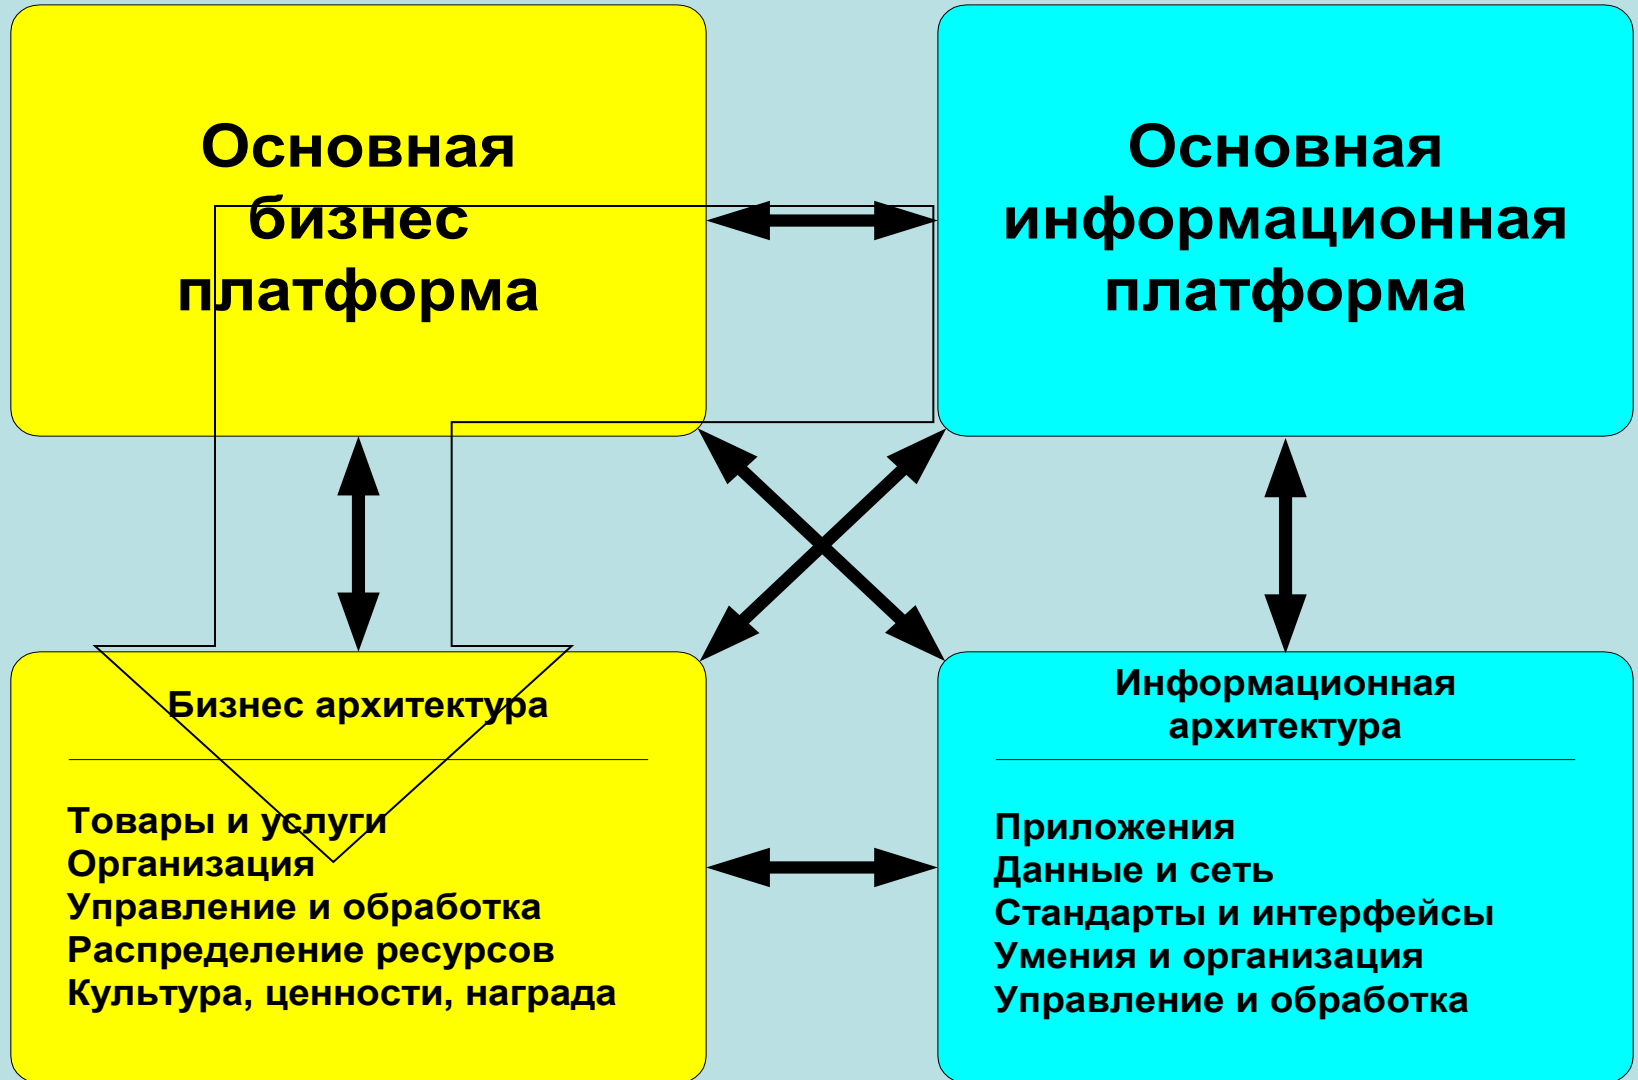 Основная
бизнес
платформа
Основная
информационная
платформа
Бизнес архитектура
Товары и услуги
Организация
Управление и обработка
Распределение ресурсов
Культура, ценности, награда
Информационная
архитектура
Приложения
Данные и сеть
Стандарты и интерфейсы
Умения и организация
Управление и обработка